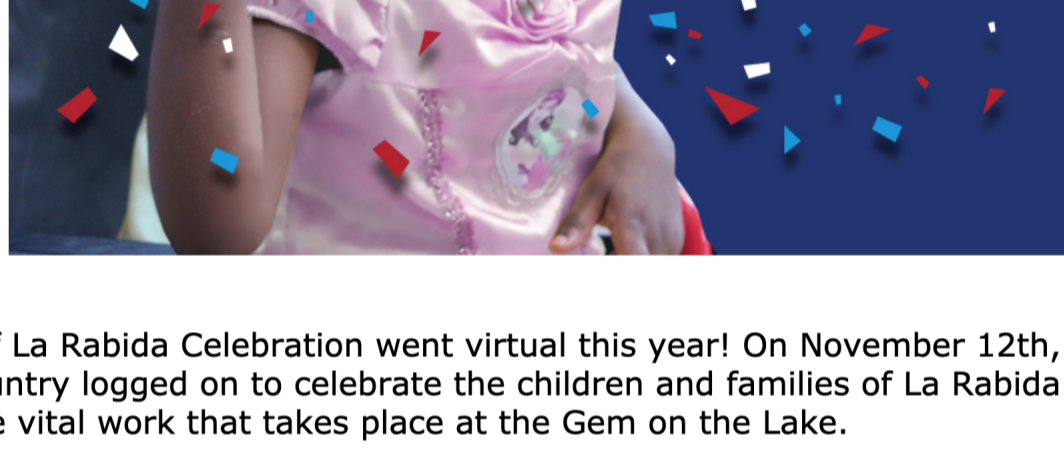 La Rabida Celebration went virtual this year! On November 12th,
logged on to celebrate the children and families of La Rabida
vital work that takes place at the Gem on the Lake.